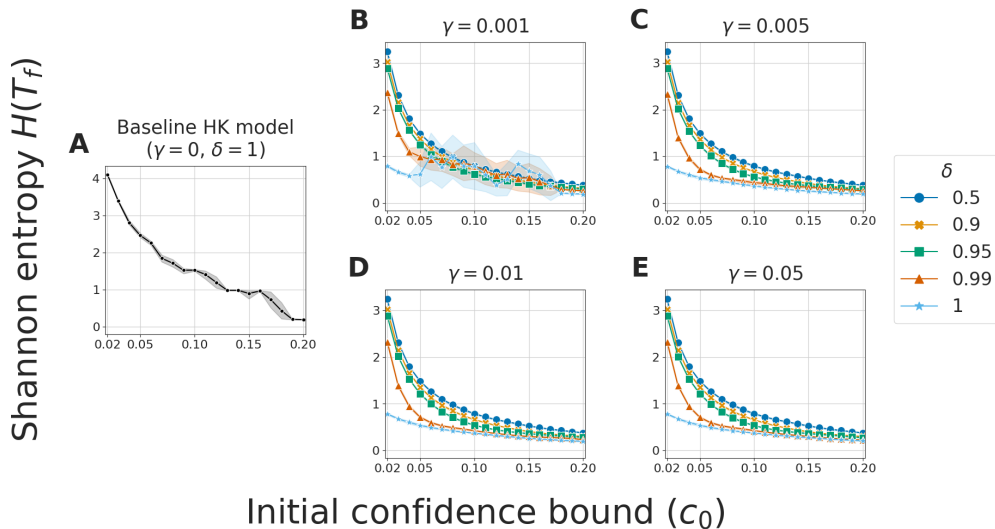 Shannon entropy H(T_f)
A
Baseline HK model
(γ = 0, δ = 1)
4
3
2
1
0
0.02 0.05 0.10 0.15 0.20
B
γ = 0.001
3
2
1
0
0.02 0.05 0.10 0.15 0.20
C
γ = 0.005
3
2
1
0
0.02 0.05 0.10 0.15 0.20
D
γ = 0.01
3
2
1
0
0.02 0.05 0.10 0.15 0.20
E
γ = 0.05
3
2
1
0
0.02 0.05 0.10 0.15 0.20
δ
0.5
0.9
0.95
0.99
1
Initial confidence bound (c₀)